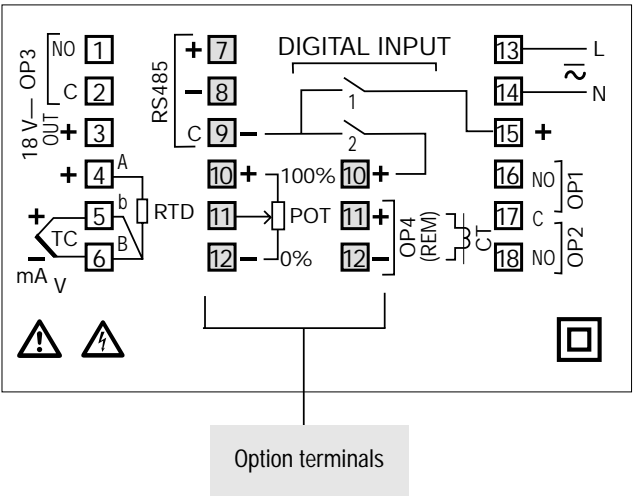 NO 1
C 2
OP3
18 V— OUT
+ 3
+ 4 A
+ 5 b
TC
6 B
– mA V
RTD
RS485
+ 7
– 8
C 9 –
DIGITAL INPUT
1
2
10 + 100%
11 POT
12 – 0%
10 +
11 +
12 –
OP4
(REM)
CT
13 L
14 N
15 +
16 NO
OP1
17 C
18 NO
OP2
Option terminals